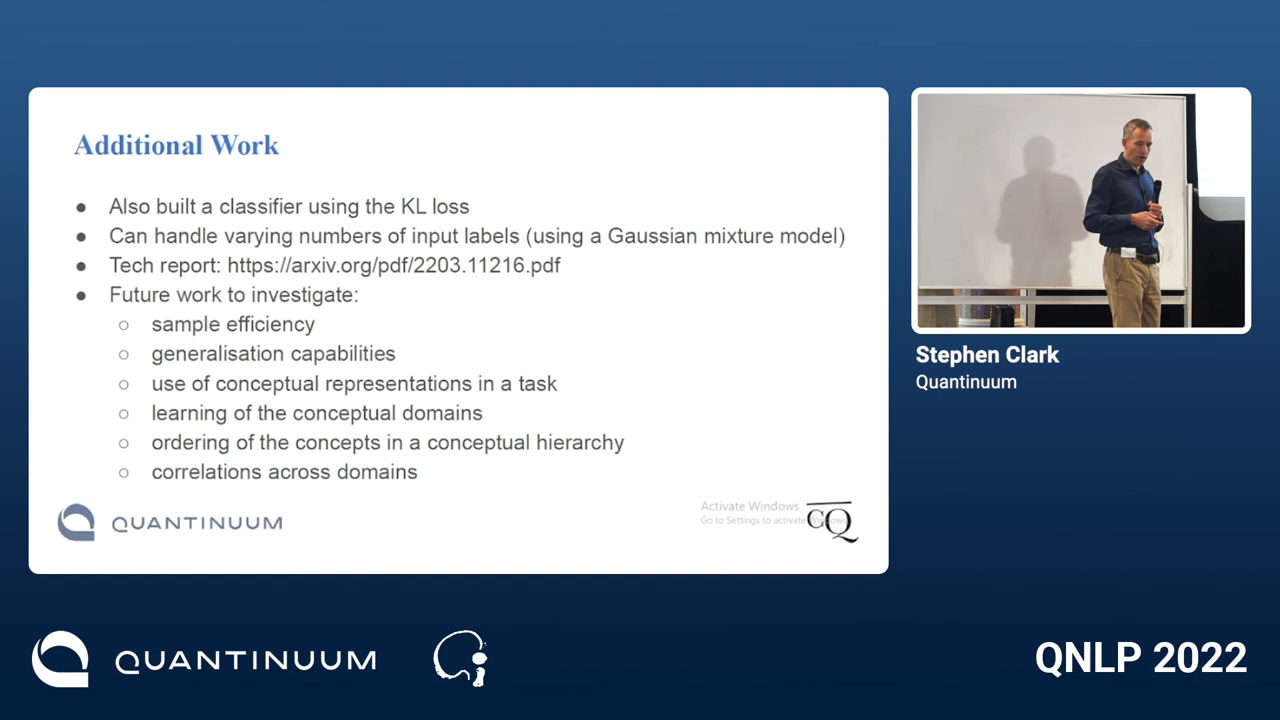 Additional Work
● Also built a classifier using the KL loss
● Can handle varying numbers of input labels (using a Gaussian mixture model)
● Tech report: https://arxiv.org/pdf/2203.11216.pdf
● Future work to investigate:
○ sample efficiency
○ generalisation capabilities
○ use of conceptual representations in a task
○ learning of the conceptual domains
○ ordering of the concepts in a conceptual hierarchy
○ correlations across domains
QUANTINUUM
Activate Windows
Go to Settings to activate Windows.
CQ
Stephen Clark
Quantinuum
QUANTINUUM
QNLP 2022